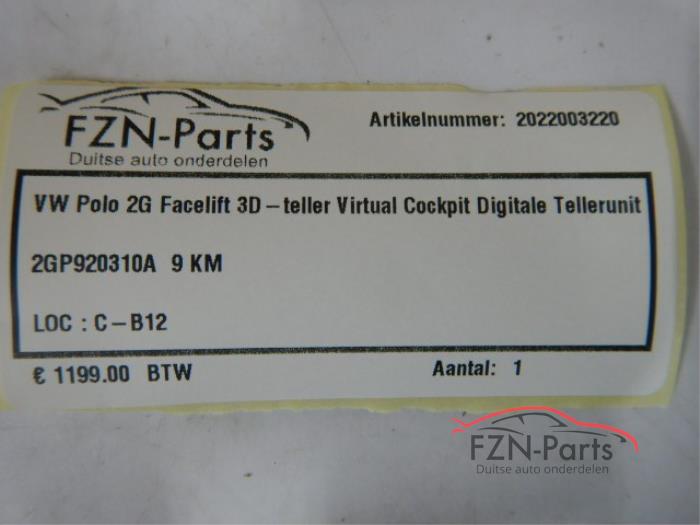 FZN-Parts
Duitse auto onderdelen
Artikelnummer: 2022003220
VW Polo 2G Facelift 3D-teller Virtual Cockpit Digitale Tellerunit
2GP920310A 9 KM
LOC : C-B12
€ 1199.00 BTW
Aantal: 1
FZN-Parts
Duitse auto onderdelen